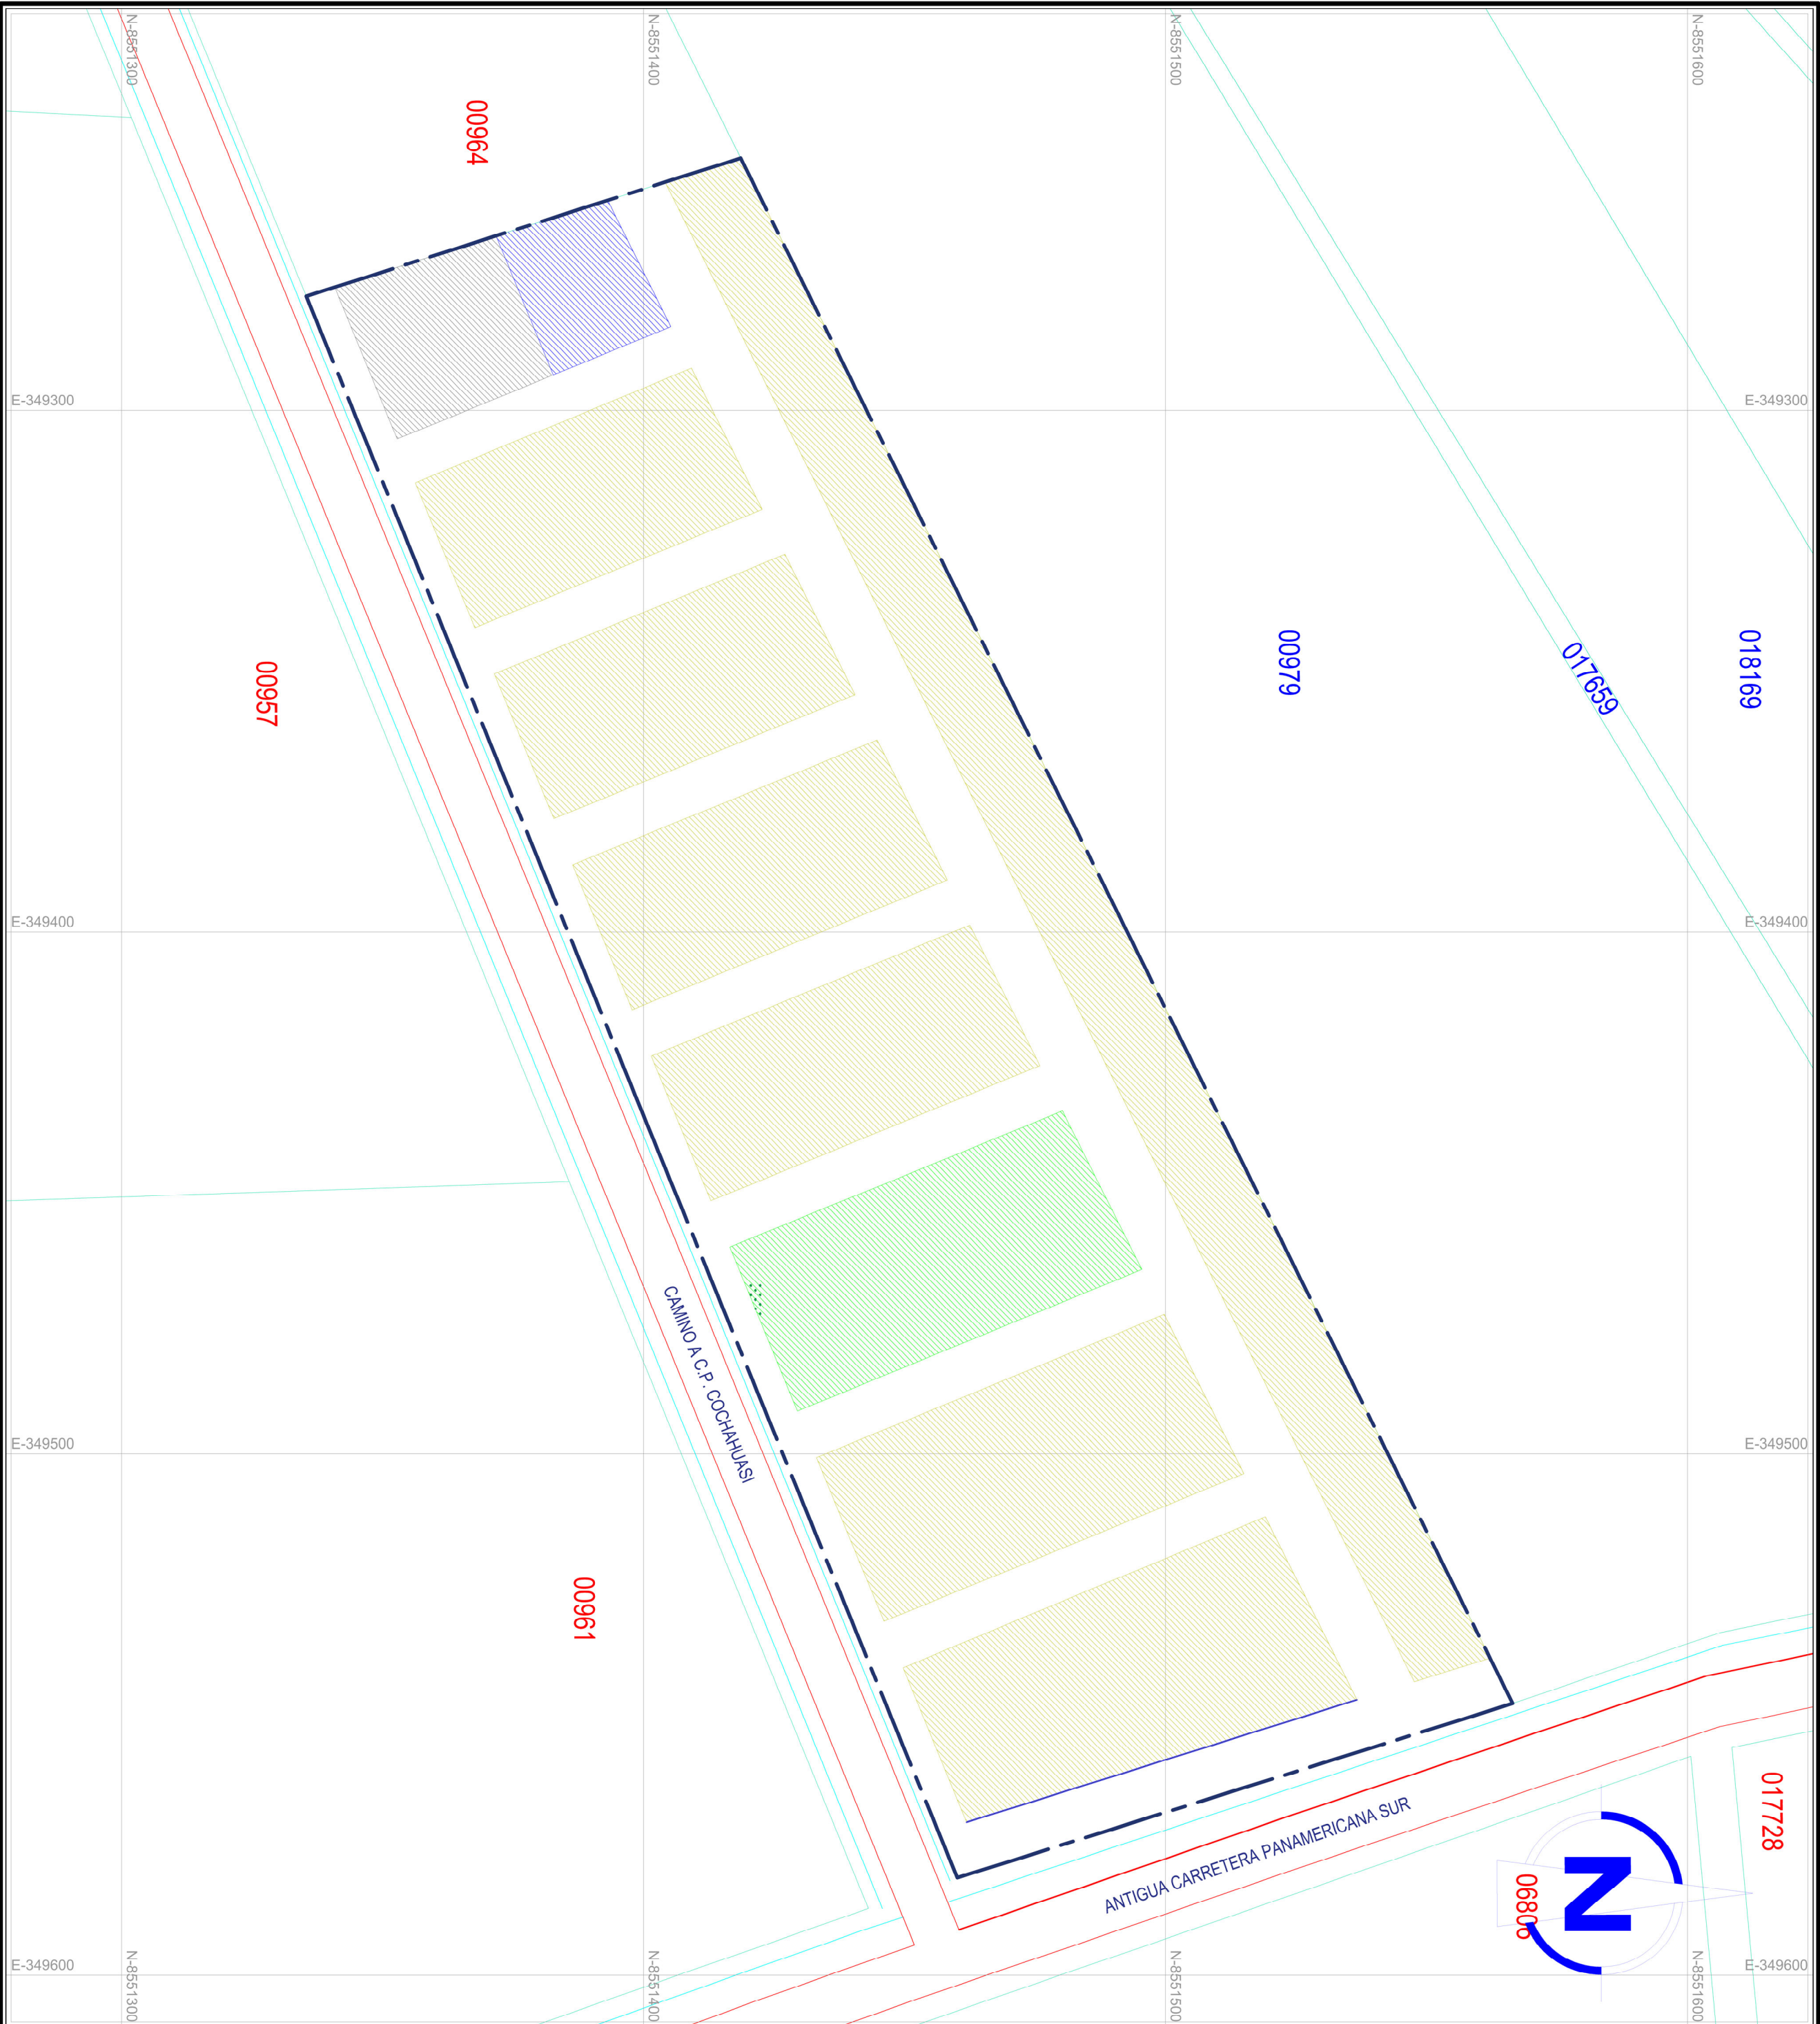 N-8551300
N-8551400
N-8551500
N-8551600
00964
E-349300
E-349300
00957
00979
017659
018169
E-349400
E-349400
CAMINO A C.P. COCHAHUASI
E-349500
E-349500
00961
ANTIGUA CARRETERA PANAMERICANA SUR
017728
N
E-349600
E-349600
N-8551300
N-8551400
N-8551500
N-8551600